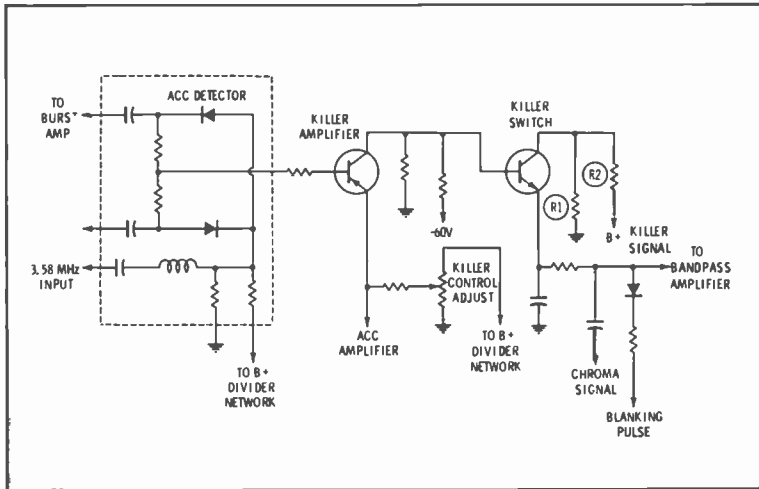 ACC DETECTOR
TO
BURST
AMP
3.58 MHz
INPUT
TO B+
DIVIDER
NETWORK
KILLER
AMPLIFIER
-60V
KILLER
CONTROL
ADJUST
ACC
AMPLIFIER
TO B+
DIVIDER
NETWORK
KILLER
SWITCH
R1
R2
B+
KILLER
SIGNAL
TO
BANDPASS
AMPLIFIER
CHROMA
SIGNAL
BLANKING
PULSE